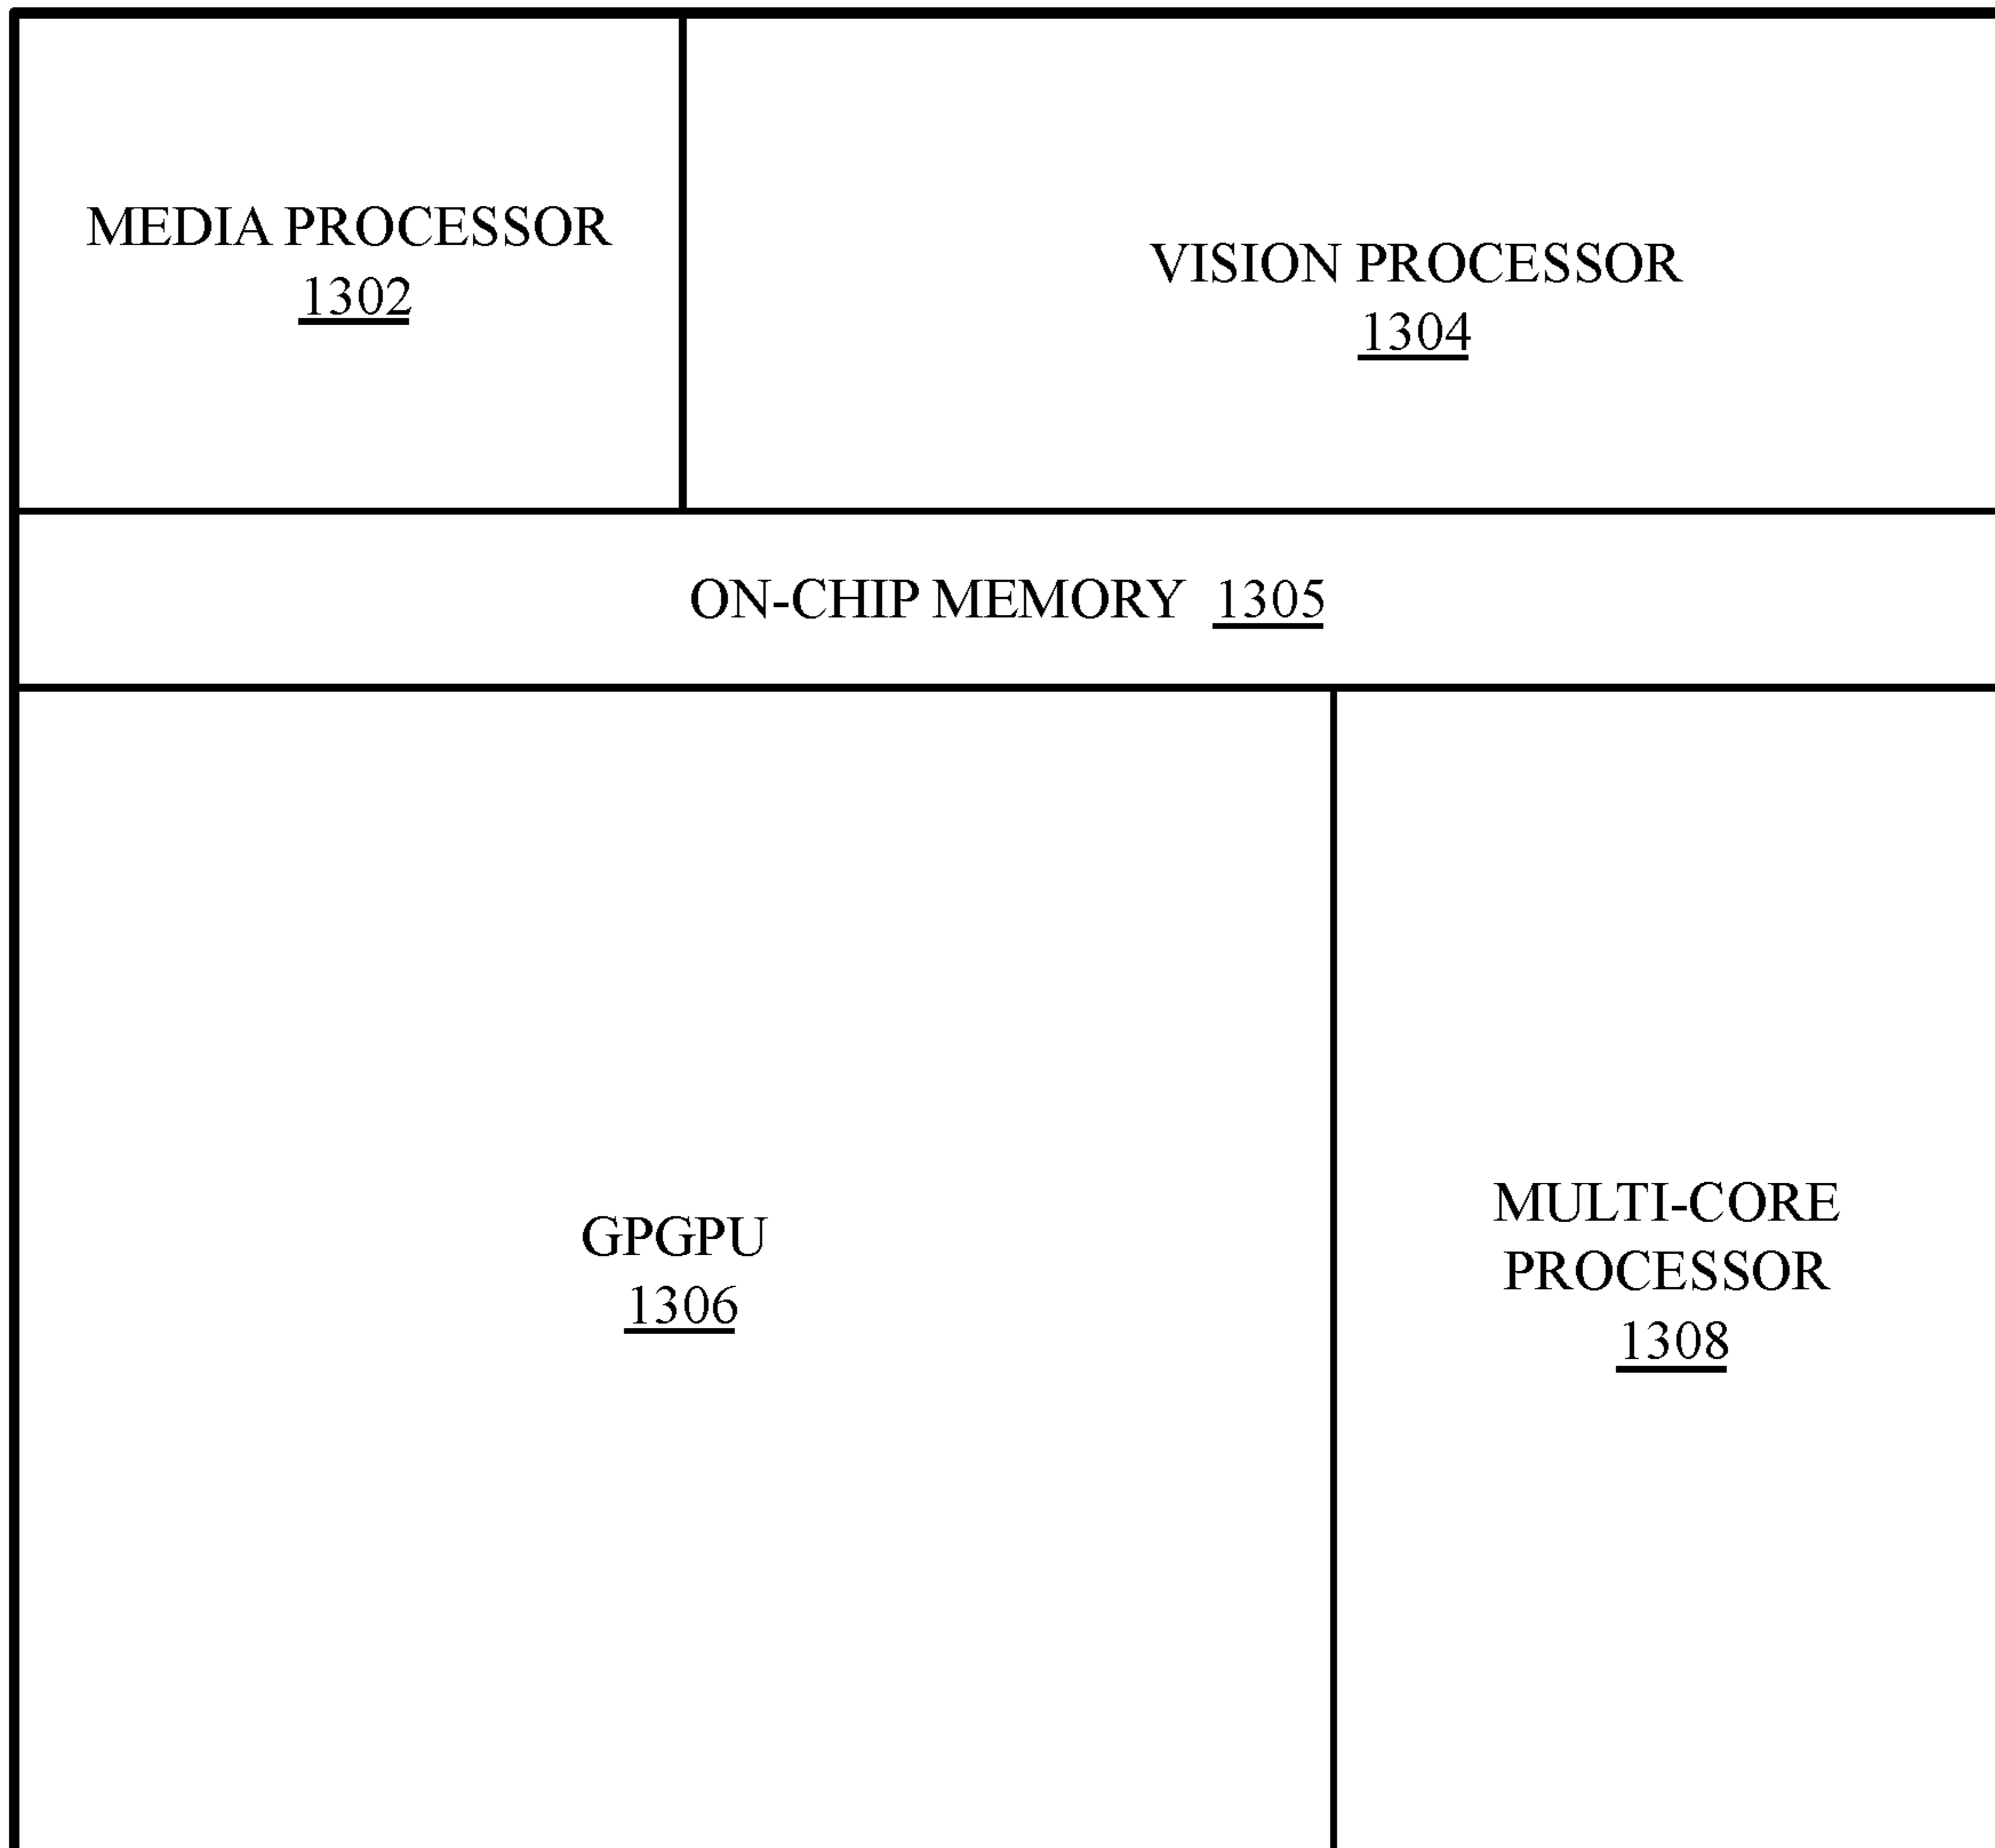 MEDIA PROCESSOR
1302
VISION PROCESSOR
1304
ON-CHIP MEMORY 1305
GPGPU
1306
MULTI-CORE
PROCESSOR
1308